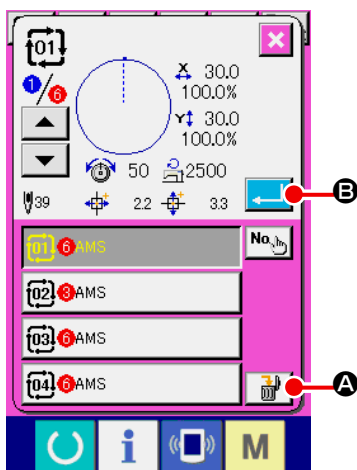 01
1/6
X 30.0
100.0%
Y 30.0
100.0%
50 2500
39 2.2 3.3
B
01 6 AMS
No.
02 3 AMS
03 6 AMS
04 6 AMS
A
i M